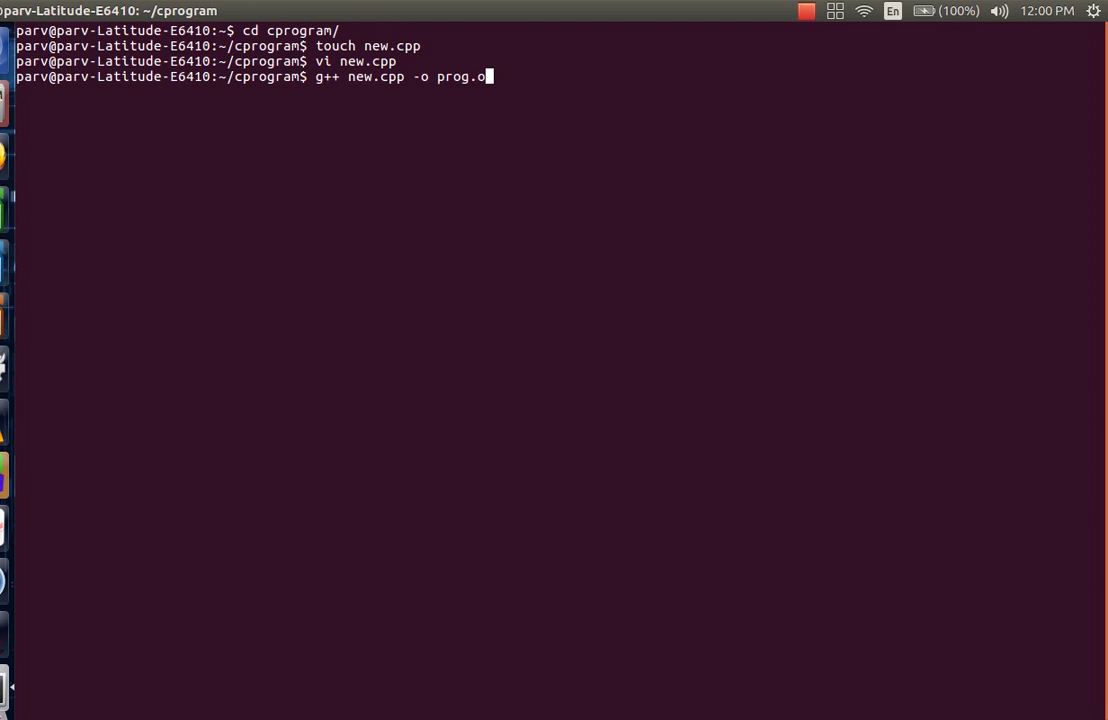 parv@parv-Latitude-E6410: ~/cprogram
En (100%) 12:00 PM
parv@parv-Latitude-E6410:~$ cd cprogram/
parv@parv-Latitude-E6410:~/cprogram$ touch new.cpp
parv@parv-Latitude-E6410:~/cprogram$ vi new.cpp
parv@parv-Latitude-E6410:~/cprogram$ g++ new.cpp -o prog.o